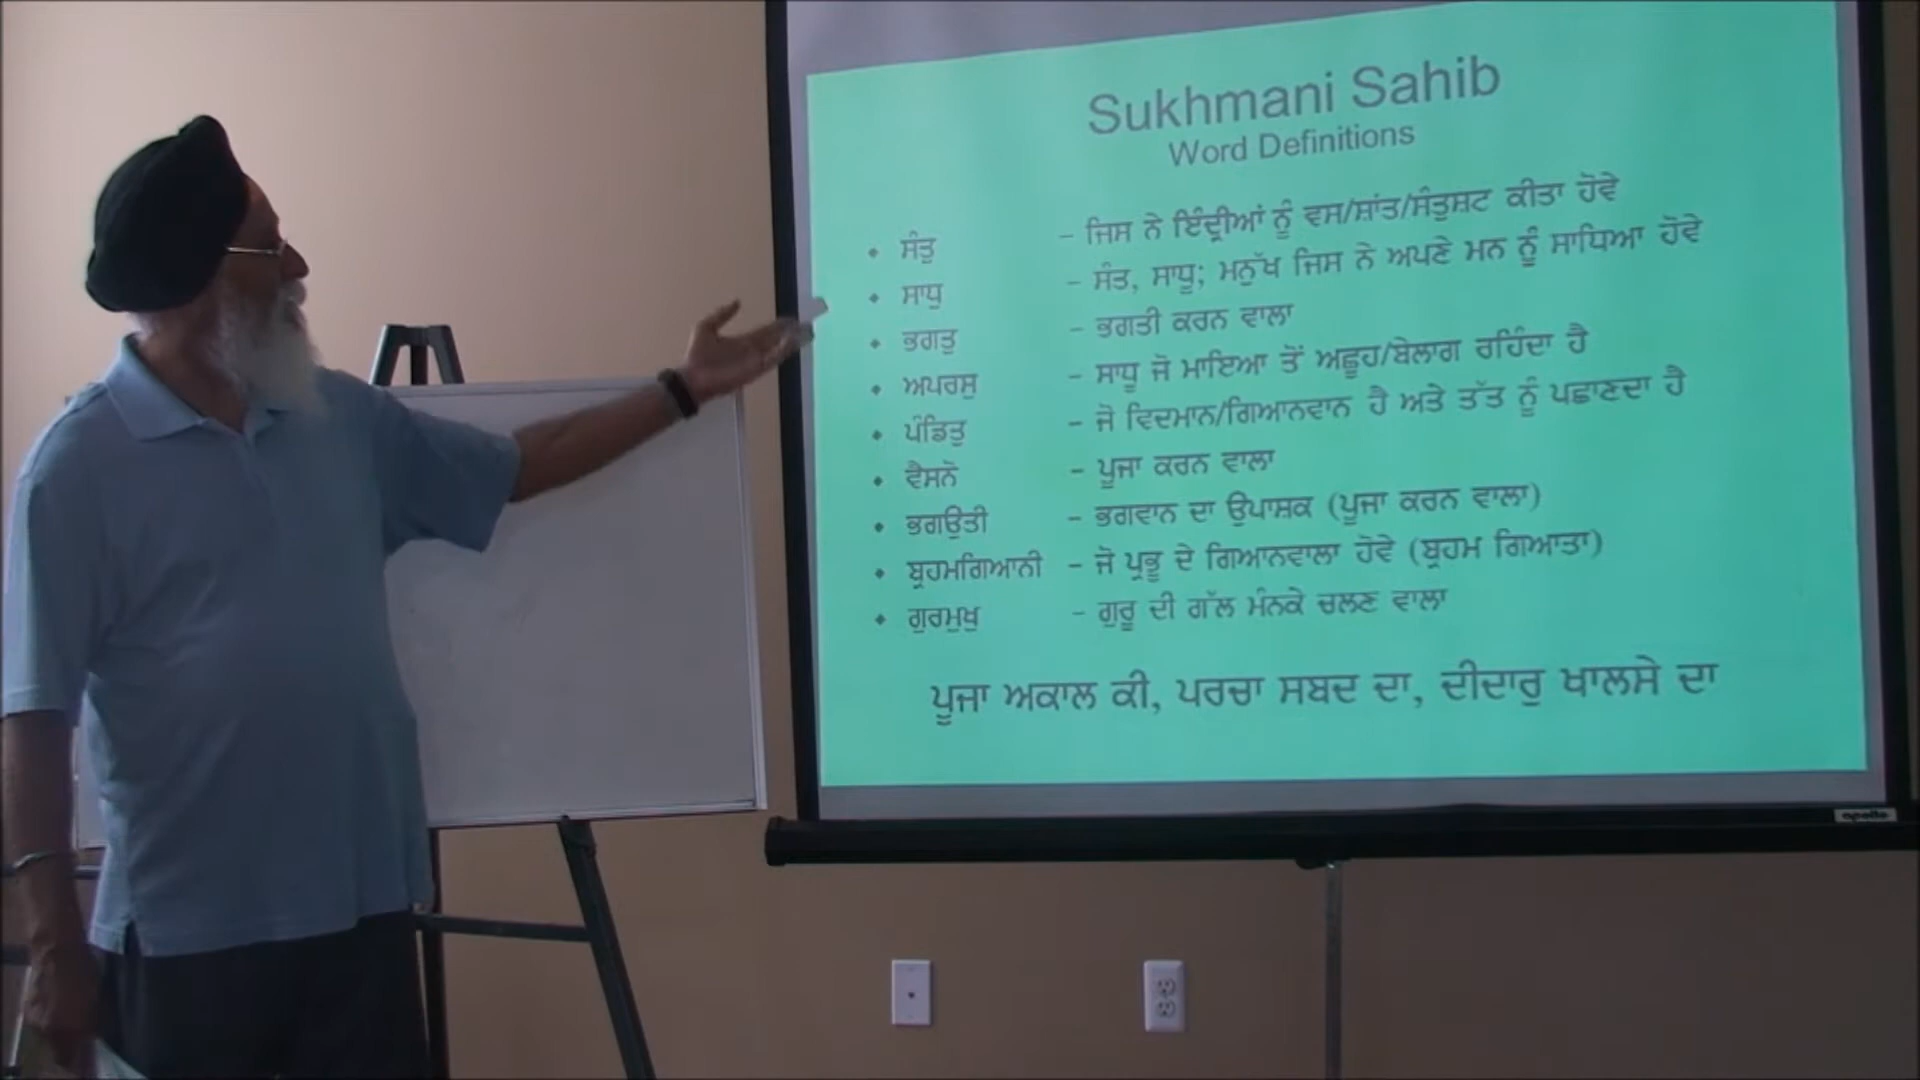 Sukhmani Sahib
Word Definitions
• ਸੰਤੁ – ਜਿਸ ਨੇ ਇੰਦ੍ਰੀਆਂ ਨੂੰ ਵਸ/ਸ਼ਾਂਤ/ਸੰਤੁਸ਼ਟ ਕੀਤਾ ਹੋਵੇ
• ਸਾਧੁ – ਸੰਤ, ਸਾਧੂ; ਮਨੁੱਖ ਜਿਸ ਨੇ ਅਪਣੇ ਮਨ ਨੂੰ ਸਾਧਿਆ ਹੋਵੇ
• ਭਗਤੁ – ਭਗਤੀ ਕਰਨ ਵਾਲਾ
• ਅਪਰਸੁ – ਸਾਧੂ ਜੋ ਮਾਇਆ ਤੋਂ ਅਛੂਹ/ਬੇਲਾਗ ਰਹਿੰਦਾ ਹੈ
• ਪੰਡਿਤੁ – ਜੋ ਵਿਦਮਾਨ/ਗਿਆਨਵਾਨ ਹੈ ਅਤੇ ਤੱਤ ਨੂੰ ਪਛਾਣਦਾ ਹੈ
• ਵੈਸਨੋ – ਪੂਜਾ ਕਰਨ ਵਾਲਾ
• ਭਗਉਤੀ – ਭਗਵਾਨ ਦਾ ਉਪਾਸ਼ਕ (ਪੂਜਾ ਕਰਨ ਵਾਲਾ)
• ਬ੍ਰਹਮਗਿਆਨੀ – ਜੋ ਪ੍ਰਭੂ ਦੇ ਗਿਆਨਵਾਲਾ ਹੋਵੇ (ਬ੍ਰਹਮ ਗਿਆਤਾ)
• ਗੁਰਮੁਖੁ – ਗੁਰੂ ਦੀ ਗੱਲ ਮੰਨਕੇ ਚਲਣ ਵਾਲਾ
ਪੂਜਾ ਅਕਾਲ ਕੀ, ਪਰਚਾ ਸਬਦ ਦਾ, ਦੀਦਾਰੁ ਖਾਲਸੇ ਦਾ
apollo